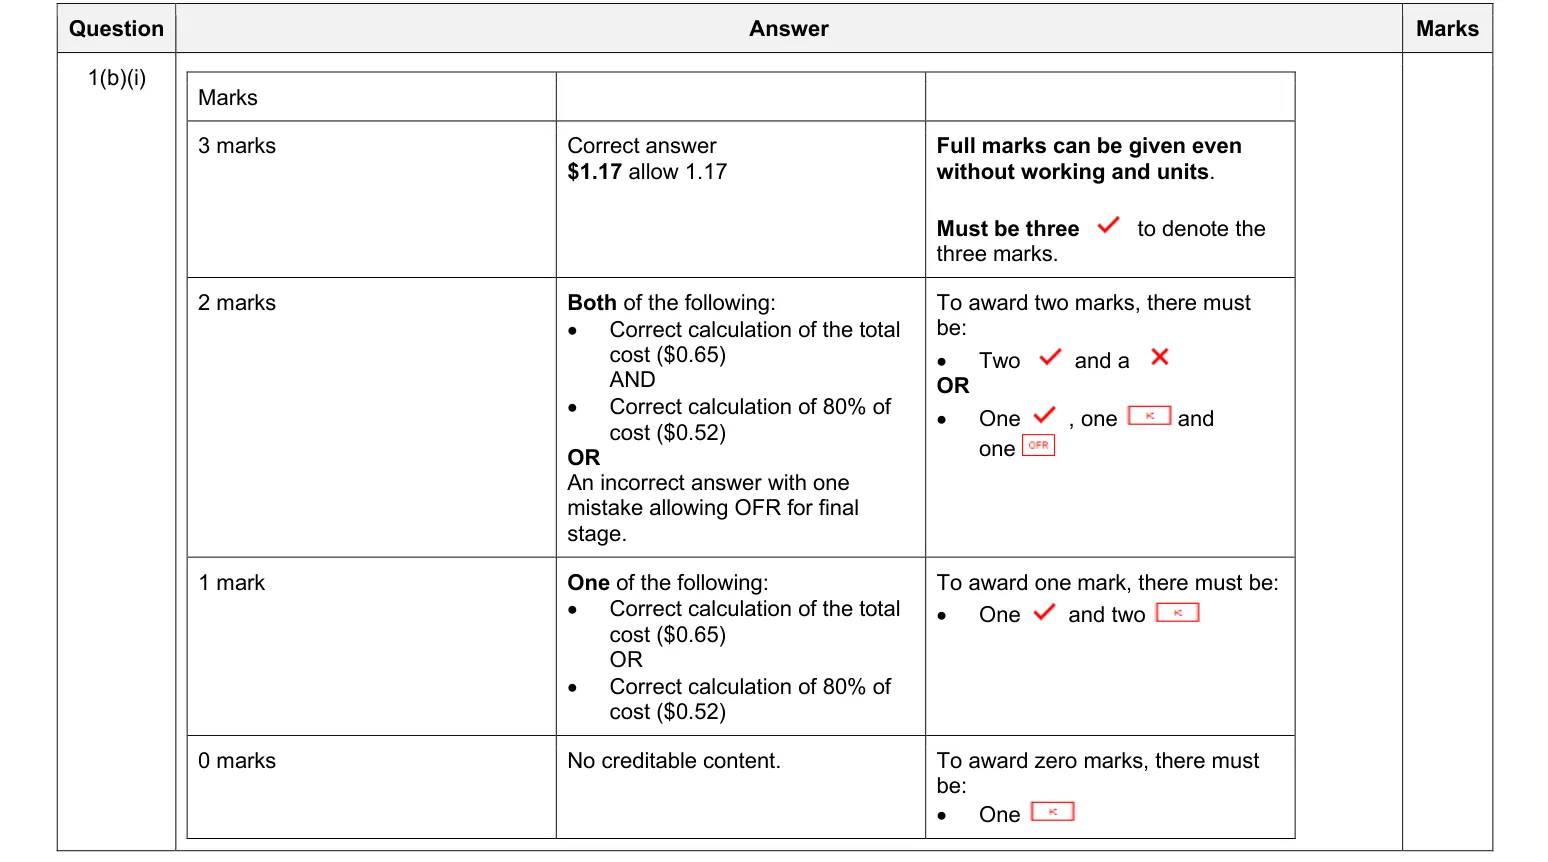 Question Answer Marks
1(b)(i)
Marks
3 marks
Correct answer
$1.17 allow 1.17
Full marks can be given even
without working and units.
Must be three ✓ to denote the
three marks.
2 marks
Both of the following:
• Correct calculation of the total
cost ($0.65)
AND
• Correct calculation of 80% of
cost ($0.52)
OR
An incorrect answer with one
mistake allowing OFR for final
stage.
To award two marks, there must
be:
• Two ✓ and a ✗
OR
• One ✓ , one and
one OFR
1 mark
One of the following:
• Correct calculation of the total
cost ($0.65)
OR
• Correct calculation of 80% of
cost ($0.52)
To award one mark, there must be:
• One ✓ and two
0 marks
No creditable content.
To award zero marks, there must
be:
• One